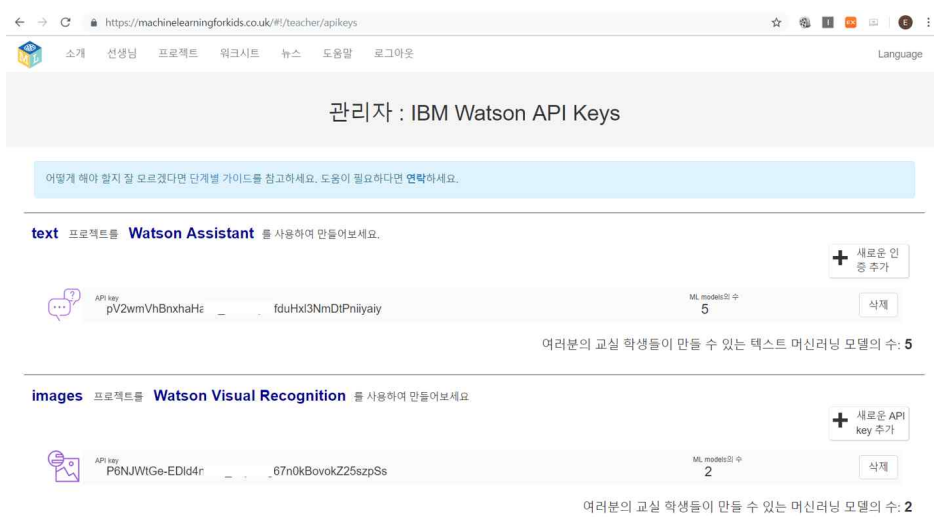 https://machinelearningforkids.co.uk/#!/teacher/apikeys
소개 선생님 프로젝트 워크시트 뉴스 도움말 로그아웃 Language
관리자 : IBM Watson API Keys
어떻게 해야 할지 잘 모르겠다면 단계별 가이드를 참고하세요. 도움이 필요하다면 연락하세요.
text 프로젝트를 Watson Assistant 를 사용하여 만들어보세요.
새로운 인
증 추가
API key
ML models의 수
pV2wmVhBnxhaHa fduHxl3NmDtPniiyaiy
5
삭제
여러분의 교실 학생들이 만들 수 있는 텍스트 머신러닝 모델의 수: 5
images 프로젝트를 Watson Visual Recognition 를 사용하여 만들어보세요
새로운 API
key 추가
API key
ML models의 수
P6NJWtGe-EDld4r 67n0kBovokZ25szpSs
2
삭제
여러분의 교실 학생들이 만들 수 있는 머신러닝 모델의 수: 2